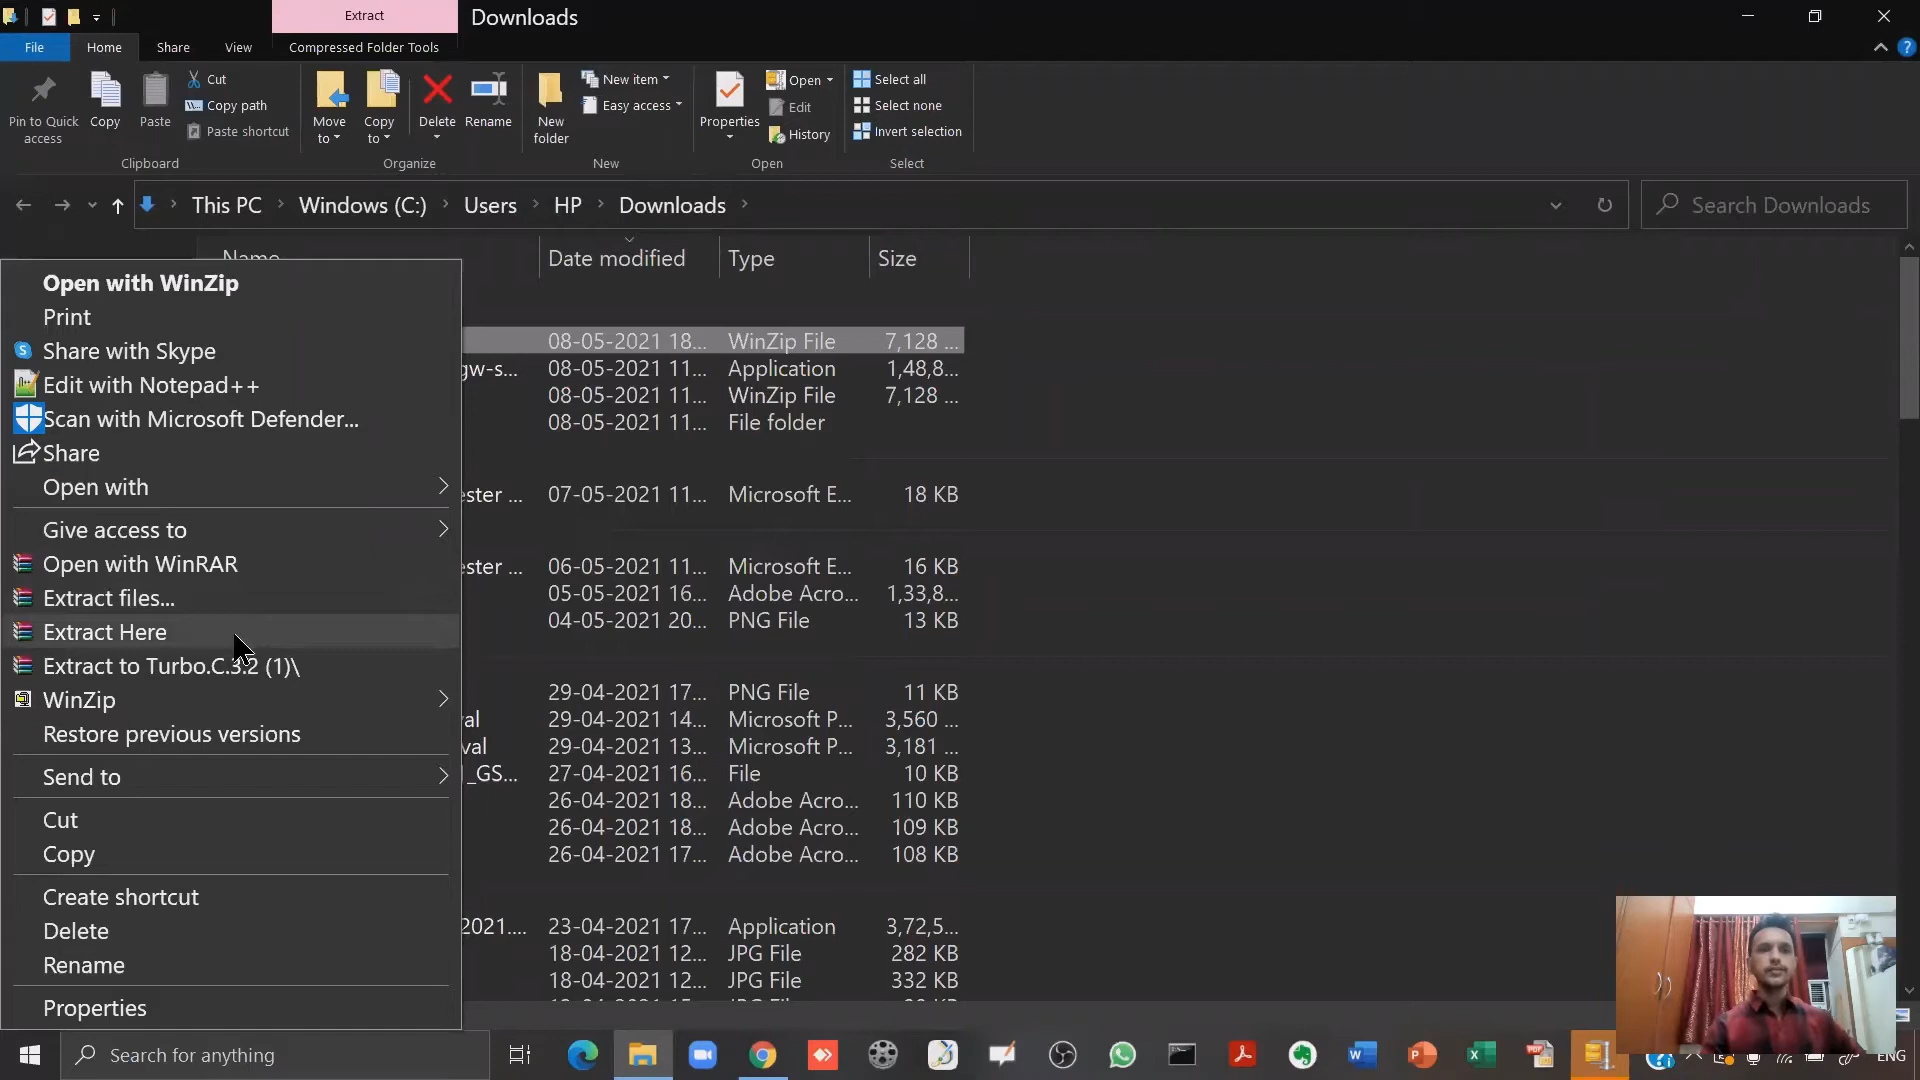 Extract
Downloads
File
Home
Share
View
Compressed Folder Tools
Pin to Quick access
Copy
Paste
Cut
Copy path
Paste shortcut
Clipboard
Move to
Copy to
Delete
Rename
Organize
New folder
New item
Easy access
New
Properties
Open
Edit
History
Open
Select all
Select none
Invert selection
Select
This PC
Windows (C:)
Users
HP
Downloads
Search Downloads
Name
Date modified
Type
Size
Open with WinZip
Print
Share with Skype
Edit with Notepad++
Scan with Microsoft Defender...
Share
Open with
Give access to
Open with WinRAR
Extract files...
Extract Here
Extract to Turbo.C.3.2 (1)\
WinZip
Restore previous versions
Send to
Cut
Copy
Create shortcut
Delete
Rename
Properties
08-05-2021 18... WinZip File 7,128 ...
gw-s... 08-05-2021 11... Application 1,48,8...
08-05-2021 11... WinZip File 7,128 ...
08-05-2021 11... File folder
ester ... 07-05-2021 11... Microsoft E... 18 KB
ester ... 06-05-2021 11... Microsoft E... 16 KB
05-05-2021 16... Adobe Acro... 1,33,8...
04-05-2021 20... PNG File 13 KB
29-04-2021 17... PNG File 11 KB
al 29-04-2021 14... Microsoft P... 3,560 ...
val 29-04-2021 13... Microsoft P... 3,181 ...
_GS... 27-04-2021 16... File 10 KB
26-04-2021 18... Adobe Acro... 110 KB
26-04-2021 18... Adobe Acro... 109 KB
26-04-2021 17... Adobe Acro... 108 KB
2021.... 23-04-2021 17... Application 3,72,5...
18-04-2021 12... JPG File 282 KB
18-04-2021 12... JPG File 332 KB
Search for anything
ENG